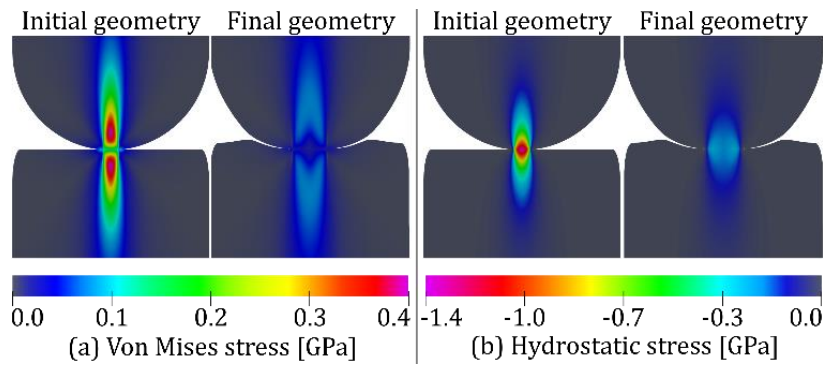 Initial geometry Final geometry Initial geometry Final geometry
0.0 0.1 0.2 0.3 0.4 -1.4 -1.0 -0.7 -0.3 0.0
(a) Von Mises stress [GPa] (b) Hydrostatic stress [GPa]